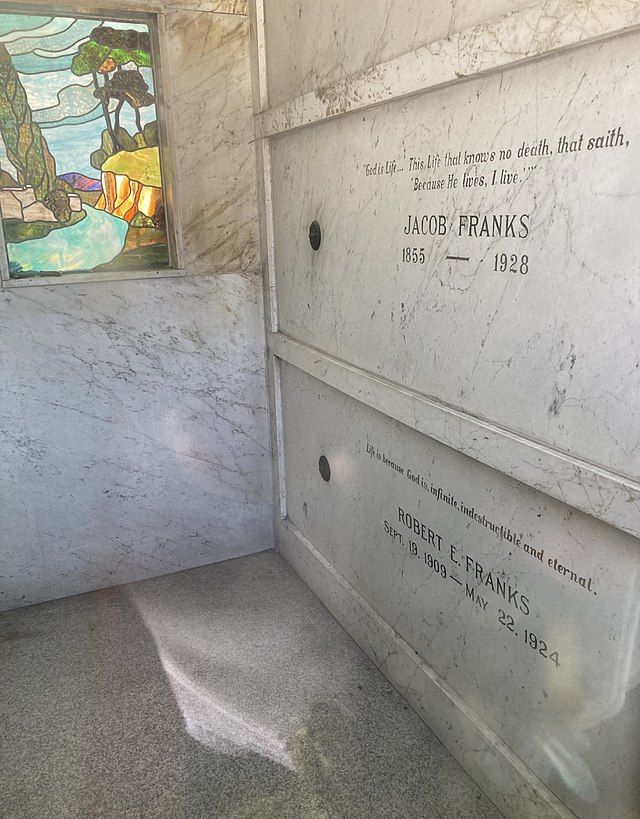 "God is Life... This Life that knows no death, that saith,
"Because He lives, I live.""
JACOB FRANKS
1855 — 1928
Life is because God is, infinite, indestructible and eternal.
ROBERT E. FRANKS
SEPT. 19. 1909 — MAY 22. 1924